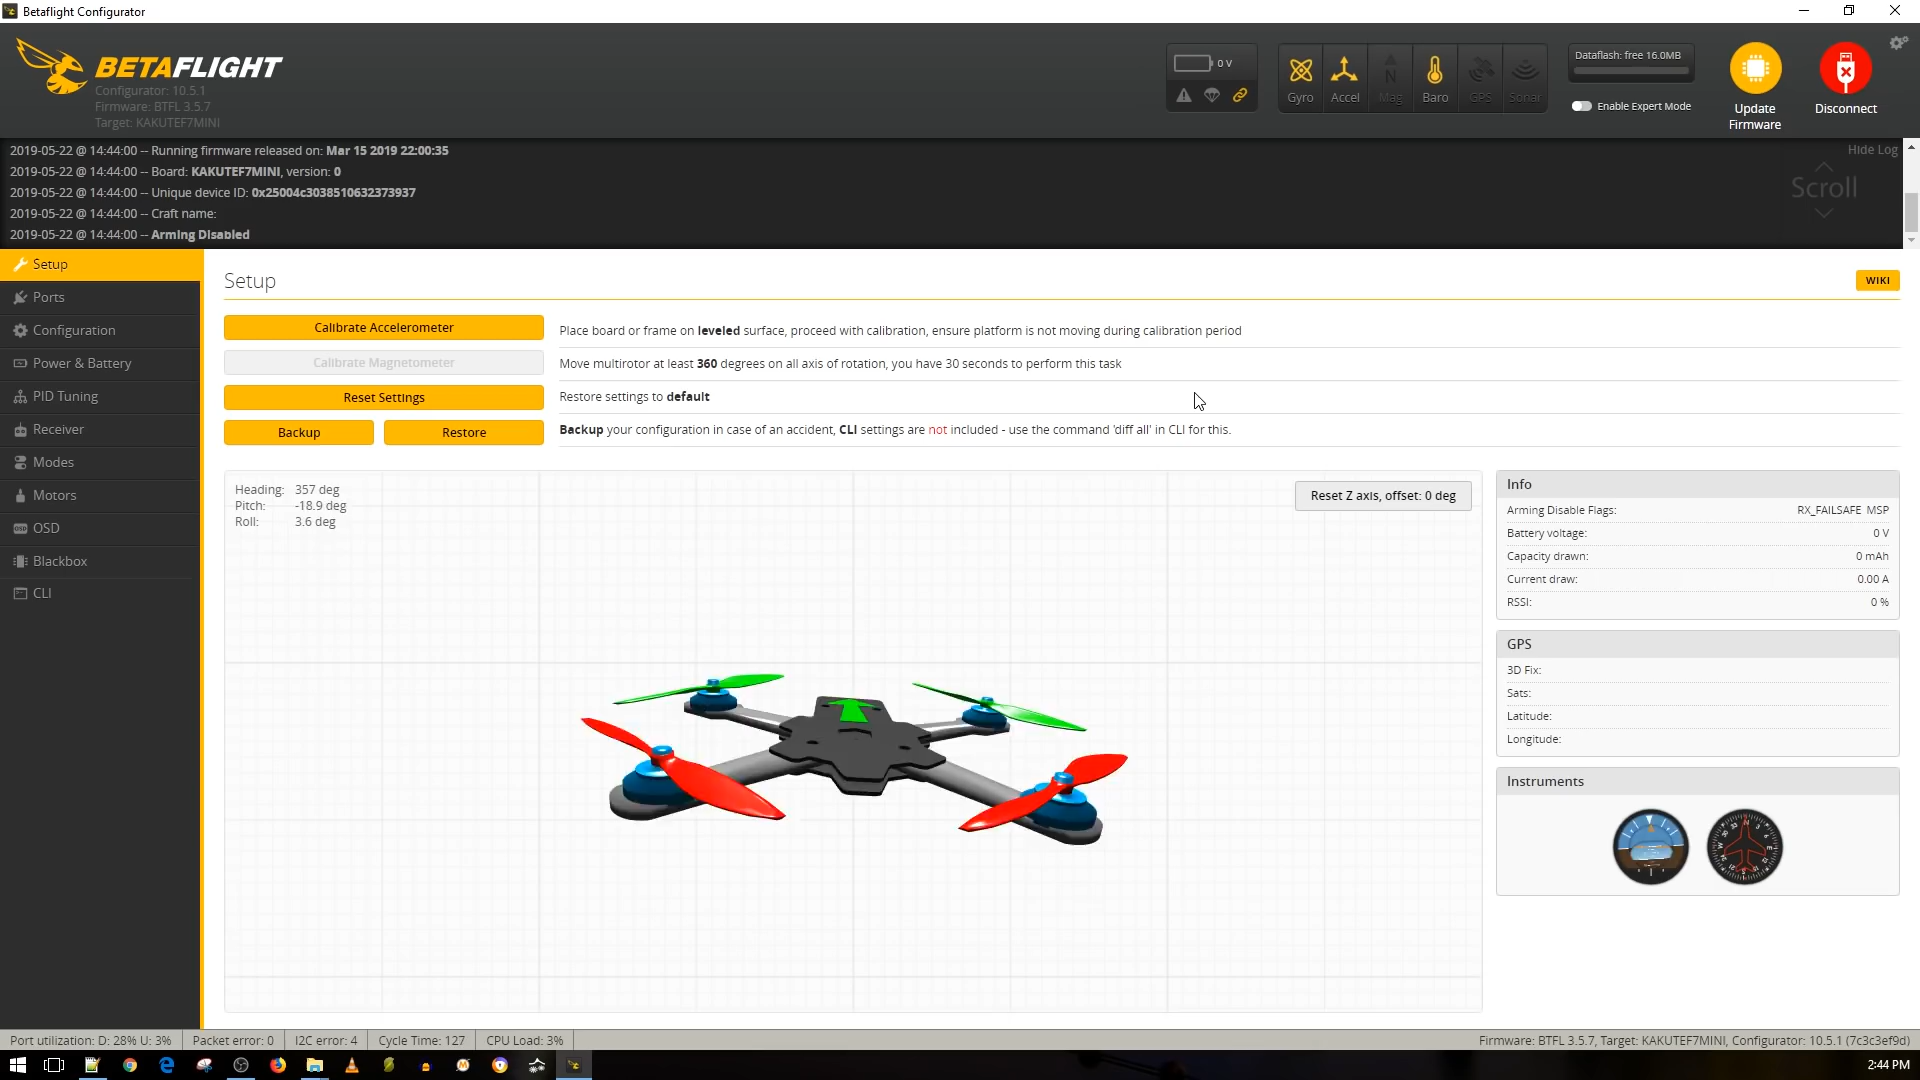 Betaflight Configurator
BETAFLIGHT
Configurator: 10.5.1
Firmware: BTFL 3.5.7
Target: KAKUTEF7MINI
0 V
Gyro
Accel
Mag
Baro
GPS
Sonar
Dataflash: free 16.0MB
Enable Expert Mode
Update
Firmware
Disconnect
2019-05-22 @ 14:44:00 -- Running firmware released on: Mar 15 2019 22:00:35
2019-05-22 @ 14:44:00 -- Board: KAKUTEF7MINI, version: 0
2019-05-22 @ 14:44:00 -- Unique device ID: 0x25004c3038510632373937
2019-05-22 @ 14:44:00 -- Craft name:
2019-05-22 @ 14:44:00 -- Arming Disabled
Hide Log
Scroll
Setup
Ports
Configuration
Power & Battery
PID Tuning
Receiver
Modes
Motors
OSD
Blackbox
CLI
Setup
WIKI
Calibrate Accelerometer
Place board or frame on leveled surface, proceed with calibration, ensure platform is not moving during calibration period
Calibrate Magnetometer
Move multirotor at least 360 degrees on all axis of rotation, you have 30 seconds to perform this task
Reset Settings
Restore settings to default
Backup
Restore
Backup your configuration in case of an accident, CLI settings are not included - use the command 'diff all' in CLI for this.
Heading: 357 deg
Pitch: -18.9 deg
Roll: 3.6 deg
Reset Z axis, offset: 0 deg
Info
Arming Disable Flags: RX_FAILSAFE MSP
Battery voltage: 0 V
Capacity drawn: 0 mAh
Current draw: 0.00 A
RSSI: 0 %
GPS
3D Fix:
Sats:
Latitude:
Longitude:
Instruments
Port utilization: D: 28% U: 3%
Packet error: 0
I2C error: 4
Cycle Time: 127
CPU Load: 3%
Firmware: BTFL 3.5.7, Target: KAKUTEF7MINI, Configurator: 10.5.1 (7c3c3ef9d)
2:44 PM